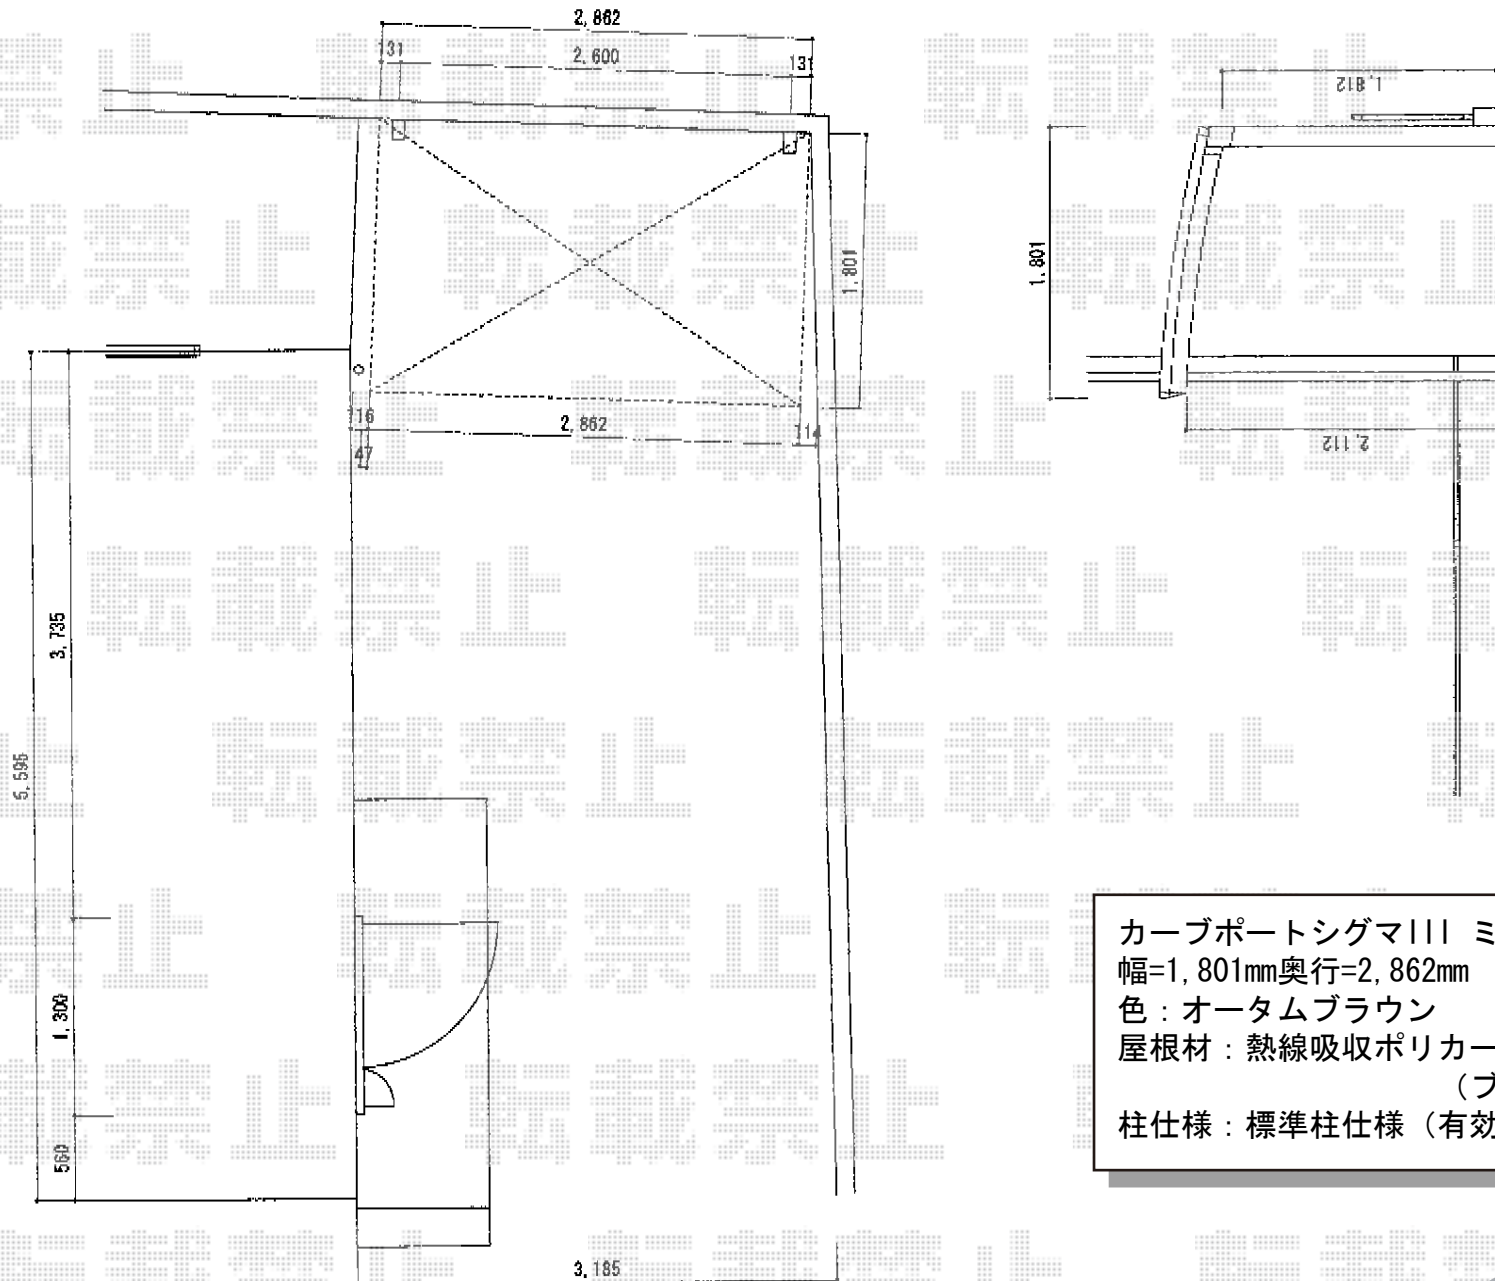 2,862
131
2,600
131
1,812
1,801
1,801
116
2,862
114
47
2,112
3,735
5,595
1,300
560
3,185
カーブポートシグマIII ミ
幅=1,801mm奥行=2,862mm
色：オータムブラウン
屋根材：熱線吸収ポリカー
（ブ
柱仕様：標準柱仕様（有効
転載禁止